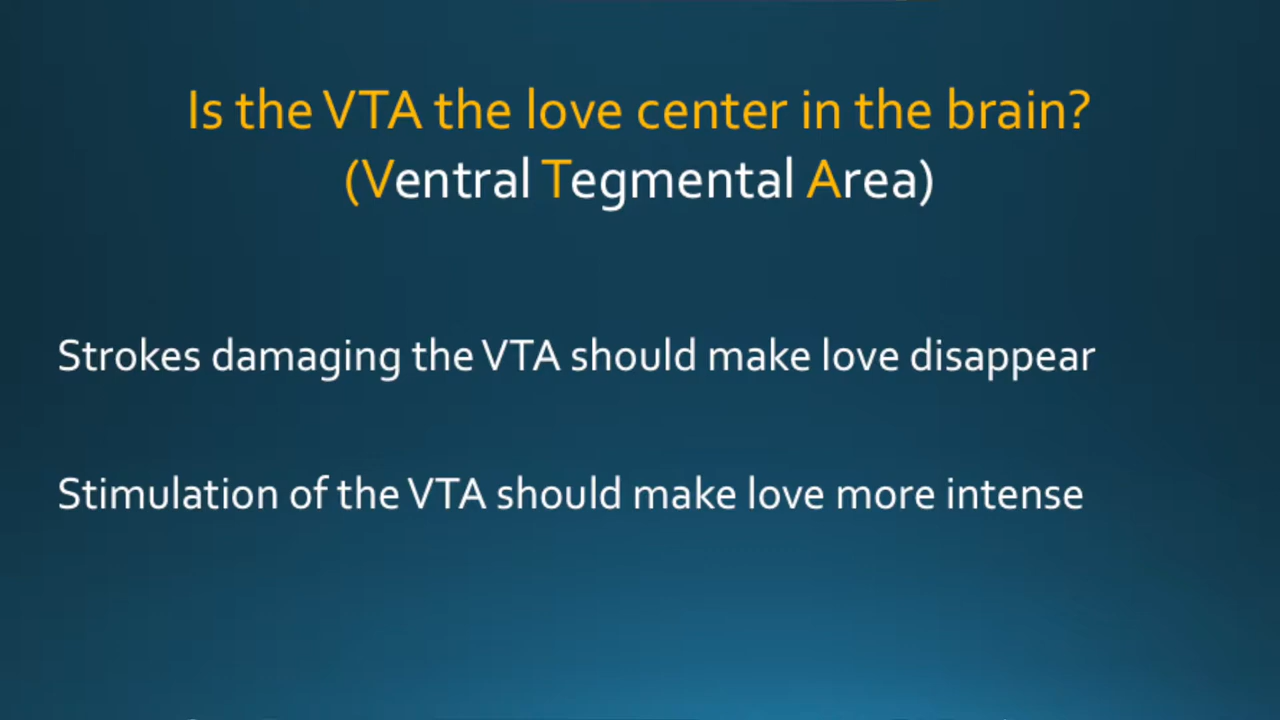 Is the VTA the love center in the brain?
(Ventral Tegmental Area)
Strokes damaging the VTA should make love disappear
Stimulation of the VTA should make love more intense